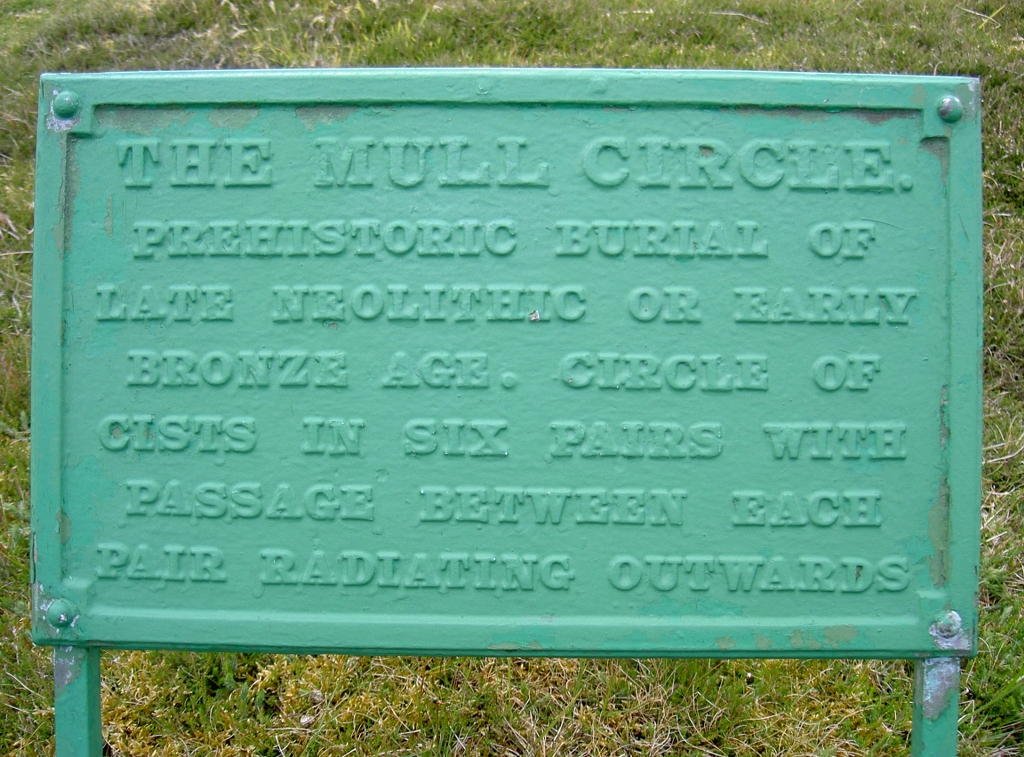 THE MULL CIRCLE.
PREHISTORIC BURIAL OF
LATE NEOLITHIC OR EARLY
BRONZE AGE. CIRCLE OF
CISTS IN SIX PAIRS WITH
PASSAGE BETWEEN EACH
PAIR RADIATING OUTWARDS